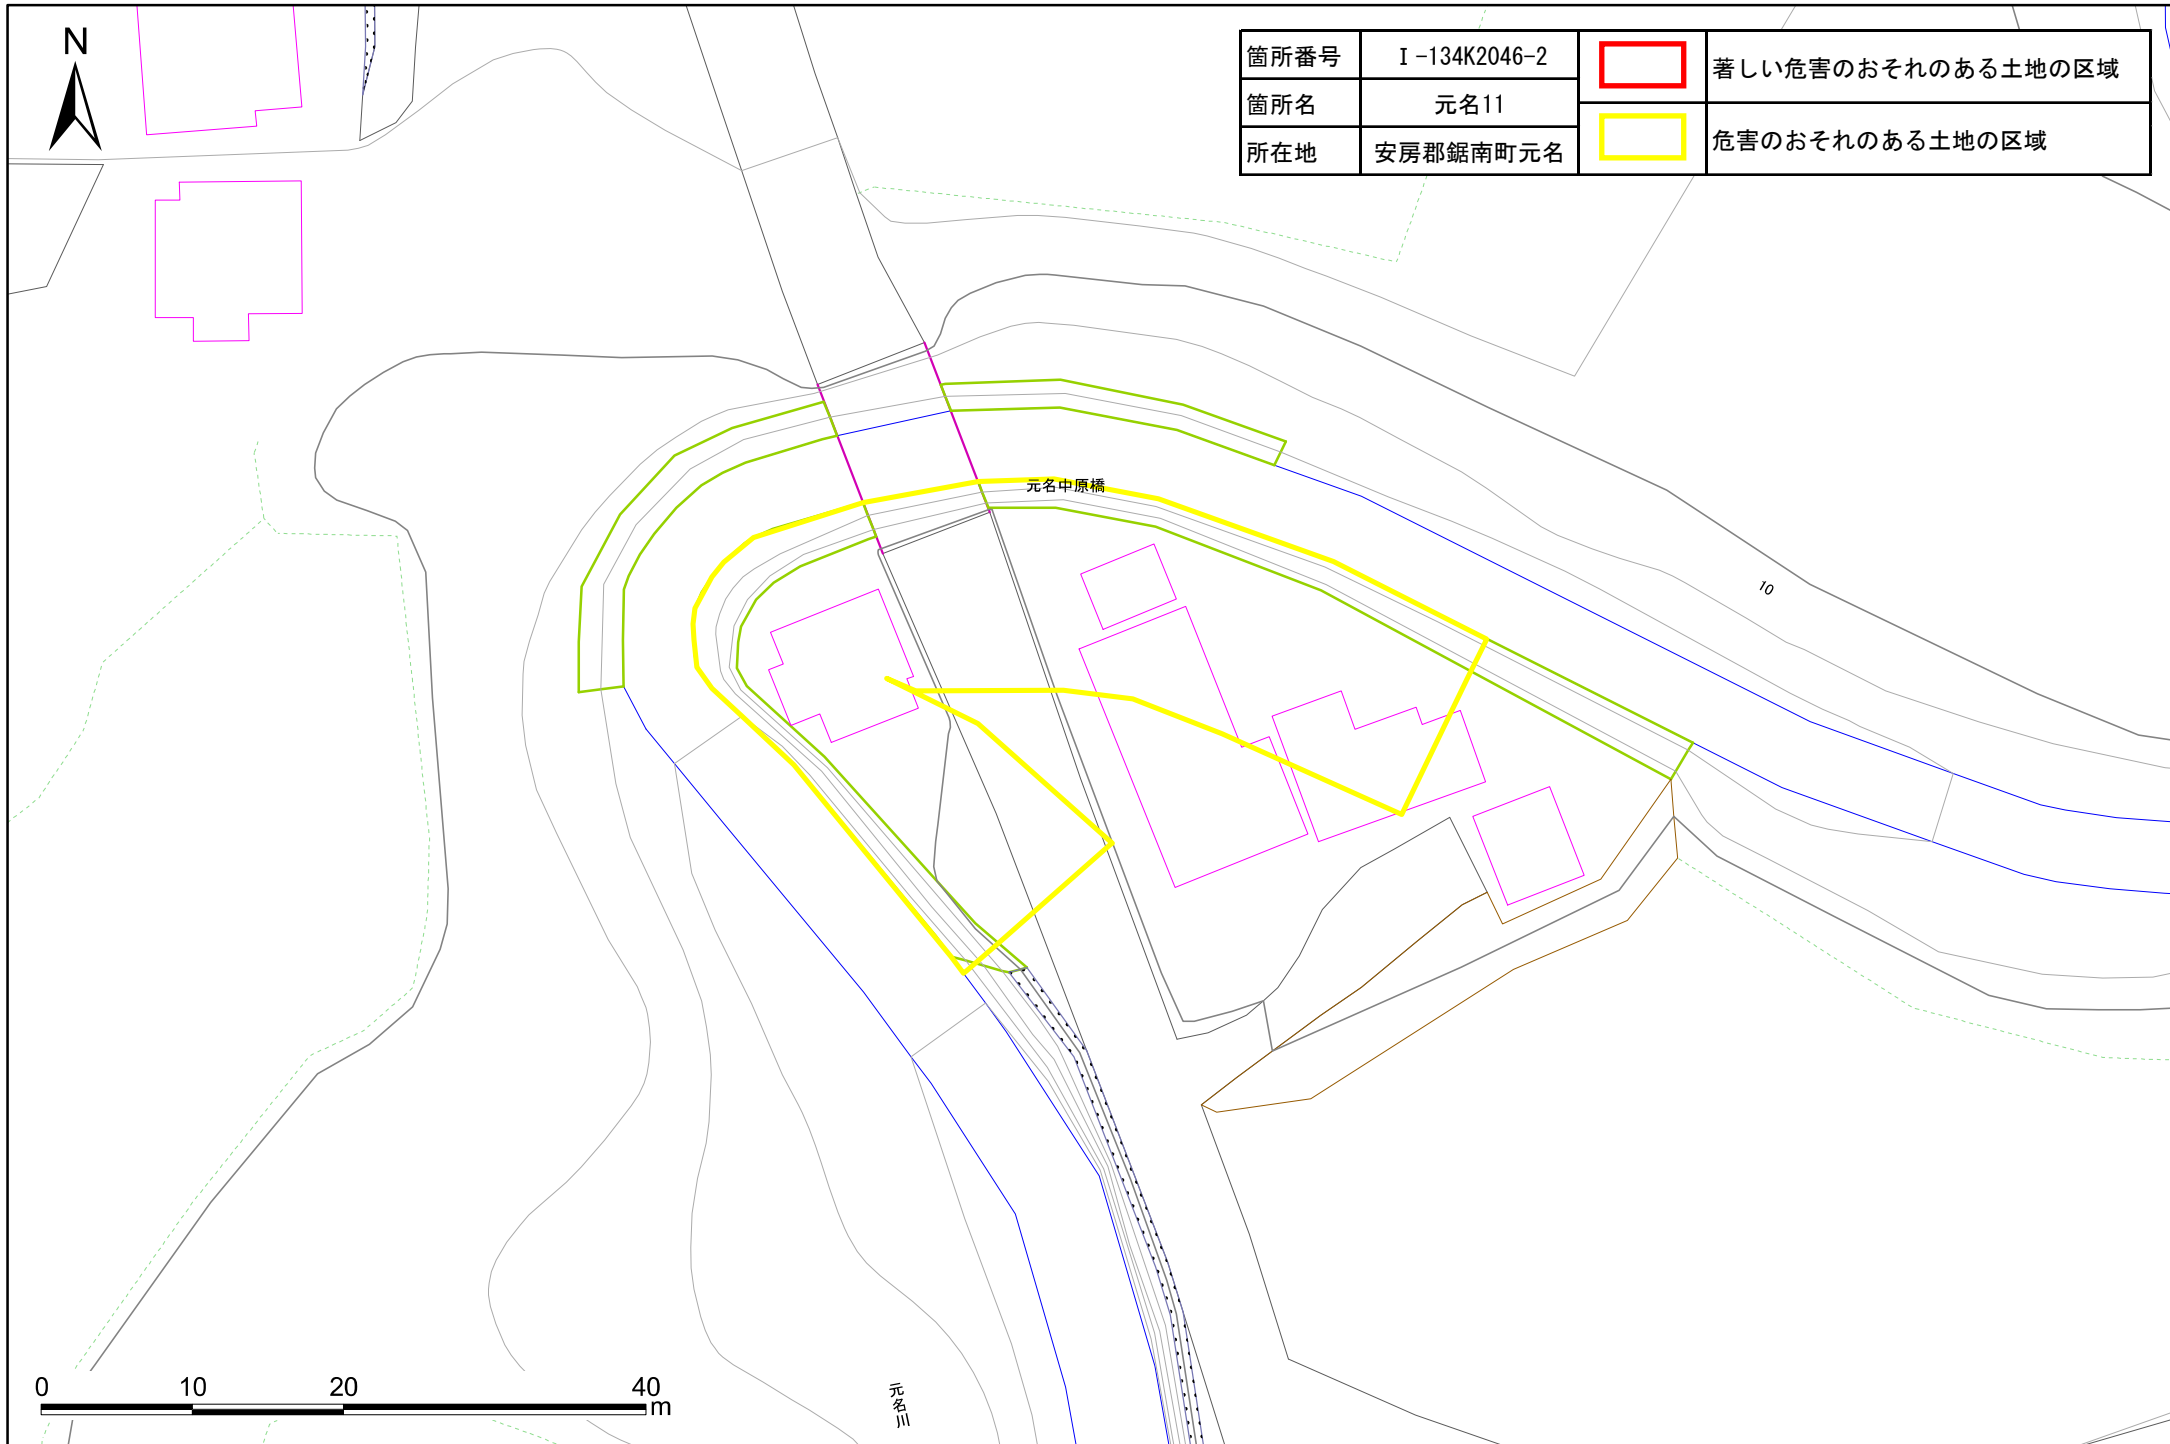 N
箇所番号 Ⅰ-134K2046-2
箇所名 元名11
所在地 安房郡鋸南町元名
著しい危害のおそれのある土地の区域
危害のおそれのある土地の区域
元名中原橋
10
元名川
0 10 20 40
m